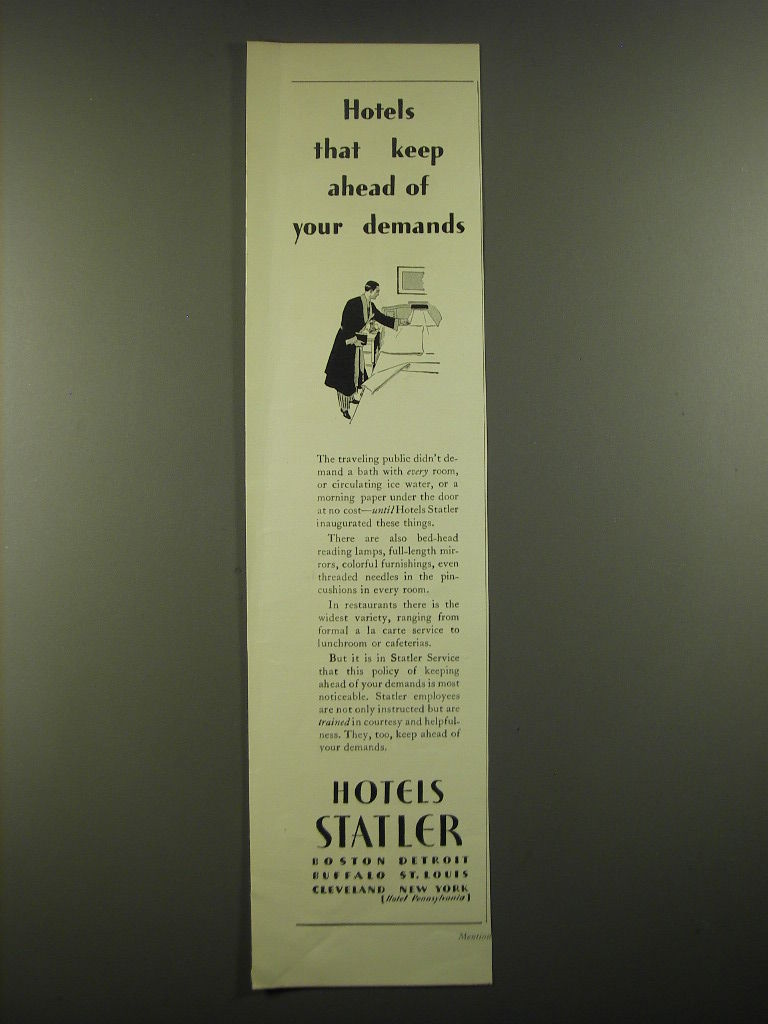 Hotels
that keep
ahead of
your demands
The traveling public didn't de-
mand a bath with every room,
or circulating ice water, or a
morning paper under the door
at no cost—until Hotels Statler
inaugurated these things.
There are also bed-head
reading lamps, full-length mir-
rors, colorful furnishings, even
threaded needles in the pin-
cushions in every room.
In restaurants there is the
widest variety, ranging from
formal a la carte service to
lunchroom or cafeterias.
But it is in Statler Service
that this policy of keeping
ahead of your demands is most
noticeable. Statler employees
are not only instructed but are
trained in courtesy and helpful-
ness. They, too, keep ahead of
your demands.
HOTELS
STATLER
BOSTON DETROIT
BUFFALO ST. LOUIS
CLEVELAND NEW YORK
[Hotel Pennsylvania]
Mention